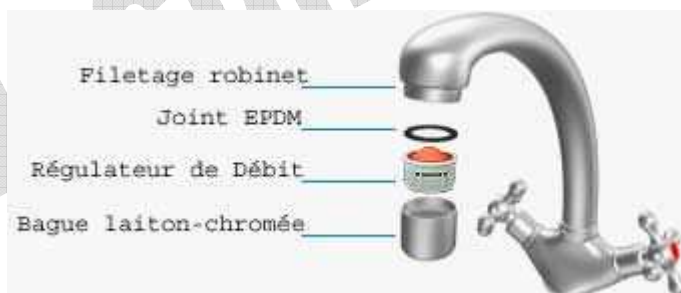 Filetage robinet
Joint EPDM
Régulateur de Débit
Bague laiton-chromée